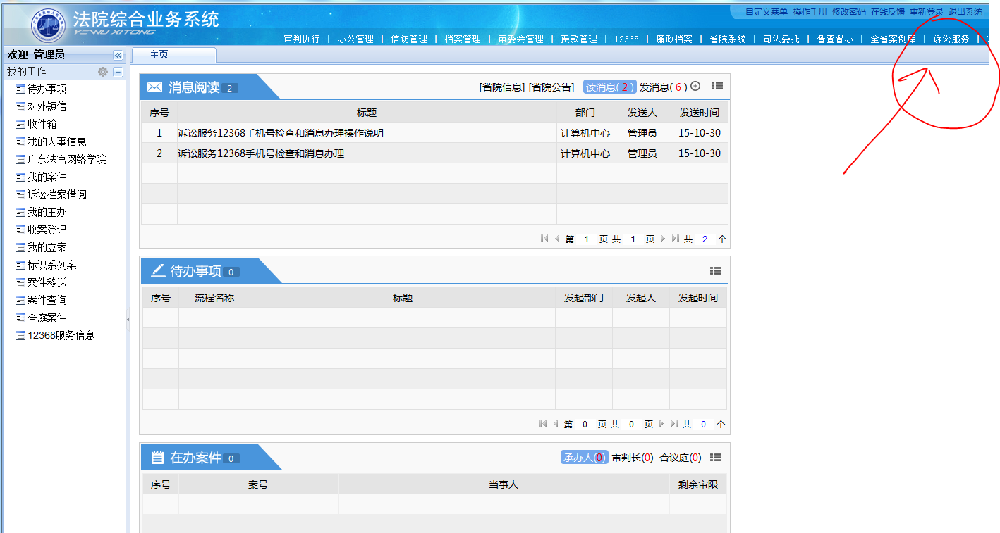 法院综合业务系统
YEWU XITONG
自定义菜单 操作手册 修改密码 在线反馈 重新登录 退出系统
审判执行 | 办公管理 | 信访管理 | 档案管理 | 审委会管理 | 费款管理 | 12368 | 廉政档案 | 省院系统 | 司法委托 | 督查督办 | 全省案例库 | 诉讼服务 |
欢迎 管理员
主页
我的工作
待办事项
对外短信
收件箱
我的人事信息
广东法官网络学院
我的案件
诉讼档案借阅
我的主办
收案登记
我的立案
标识系列案
案件移送
案件查询
全庭案件
12368服务信息
消息阅读 2
[省院信息] [省院公告] 读消息( 2 ) 发消息( 6 )
序号 标题 部门 发送人 发送时间
1 诉讼服务12368手机号检查和消息办理操作说明 计算机中心 管理员 15-10-30
2 诉讼服务12368手机号检查和消息办理 计算机中心 管理员 15-10-30
第 1 页 共 1 页 共 2 个
待办事项 0
序号 流程名称 标题 发起部门 发起人 发起时间
第 0 页 共 0 页 共 0 个
在办案件 0
承办人(0) 审判长(0) 合议庭(0)
序号 案号 当事人 剩余审限